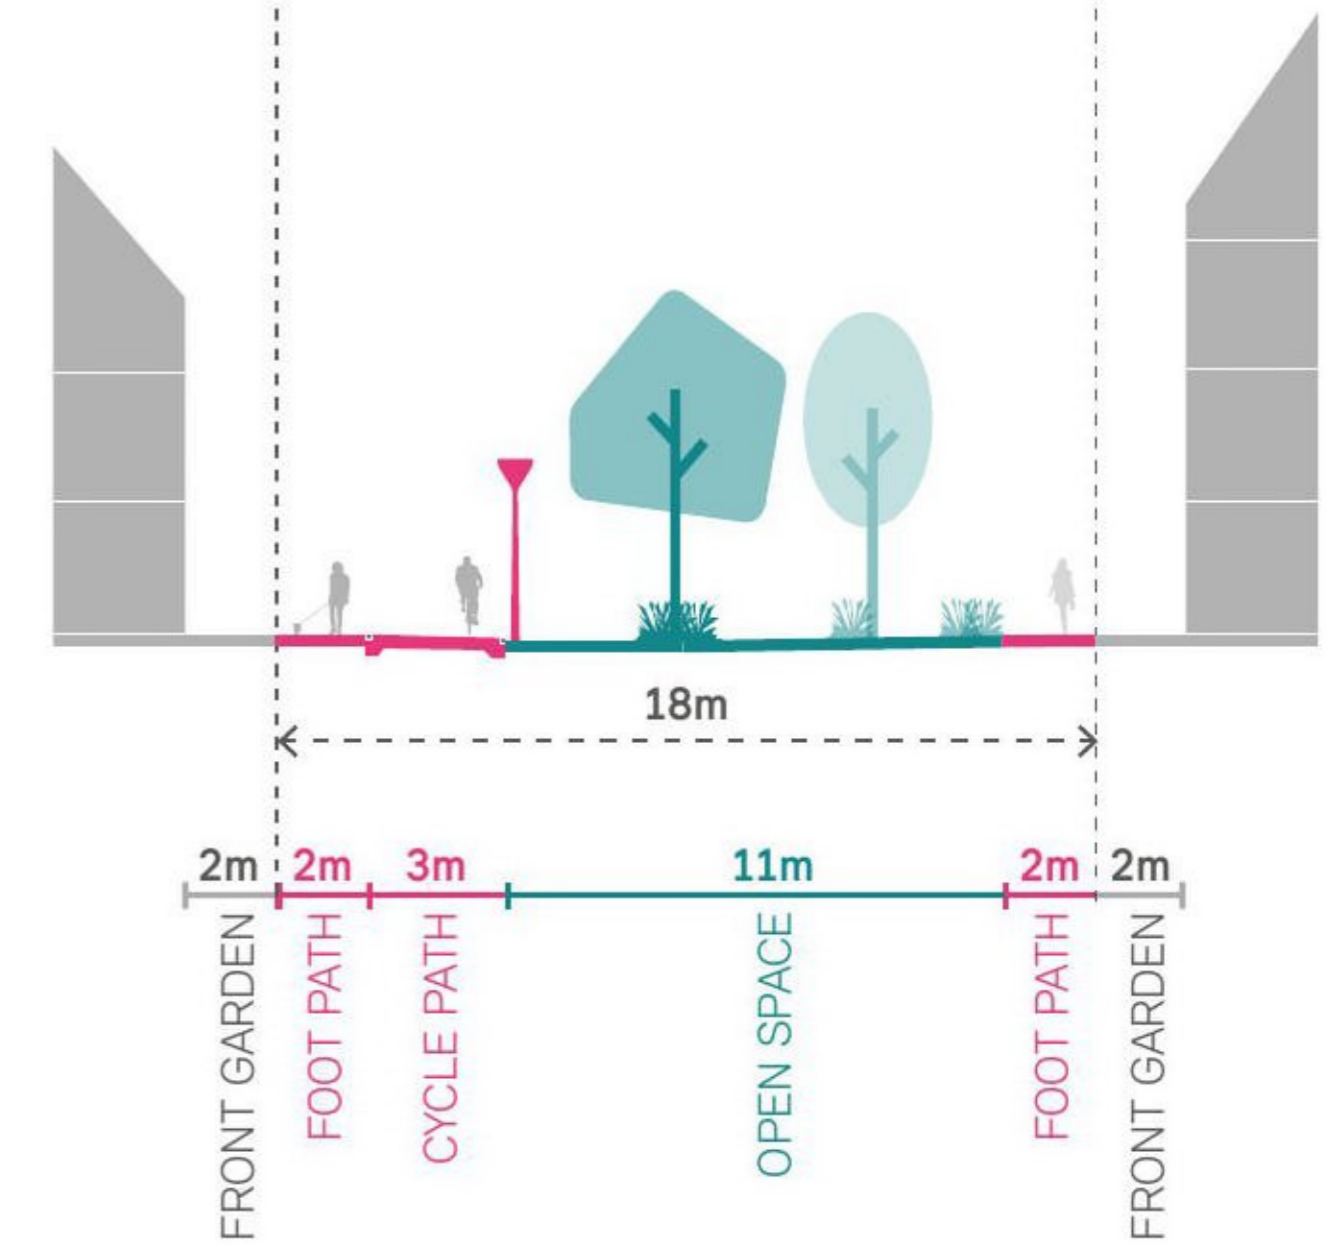 18m
2m 2m 3m 11m 2m 2m
FRONT GARDEN
FOOT PATH
CYCLE PATH
OPEN SPACE
FOOT PATH
FRONT GARDEN